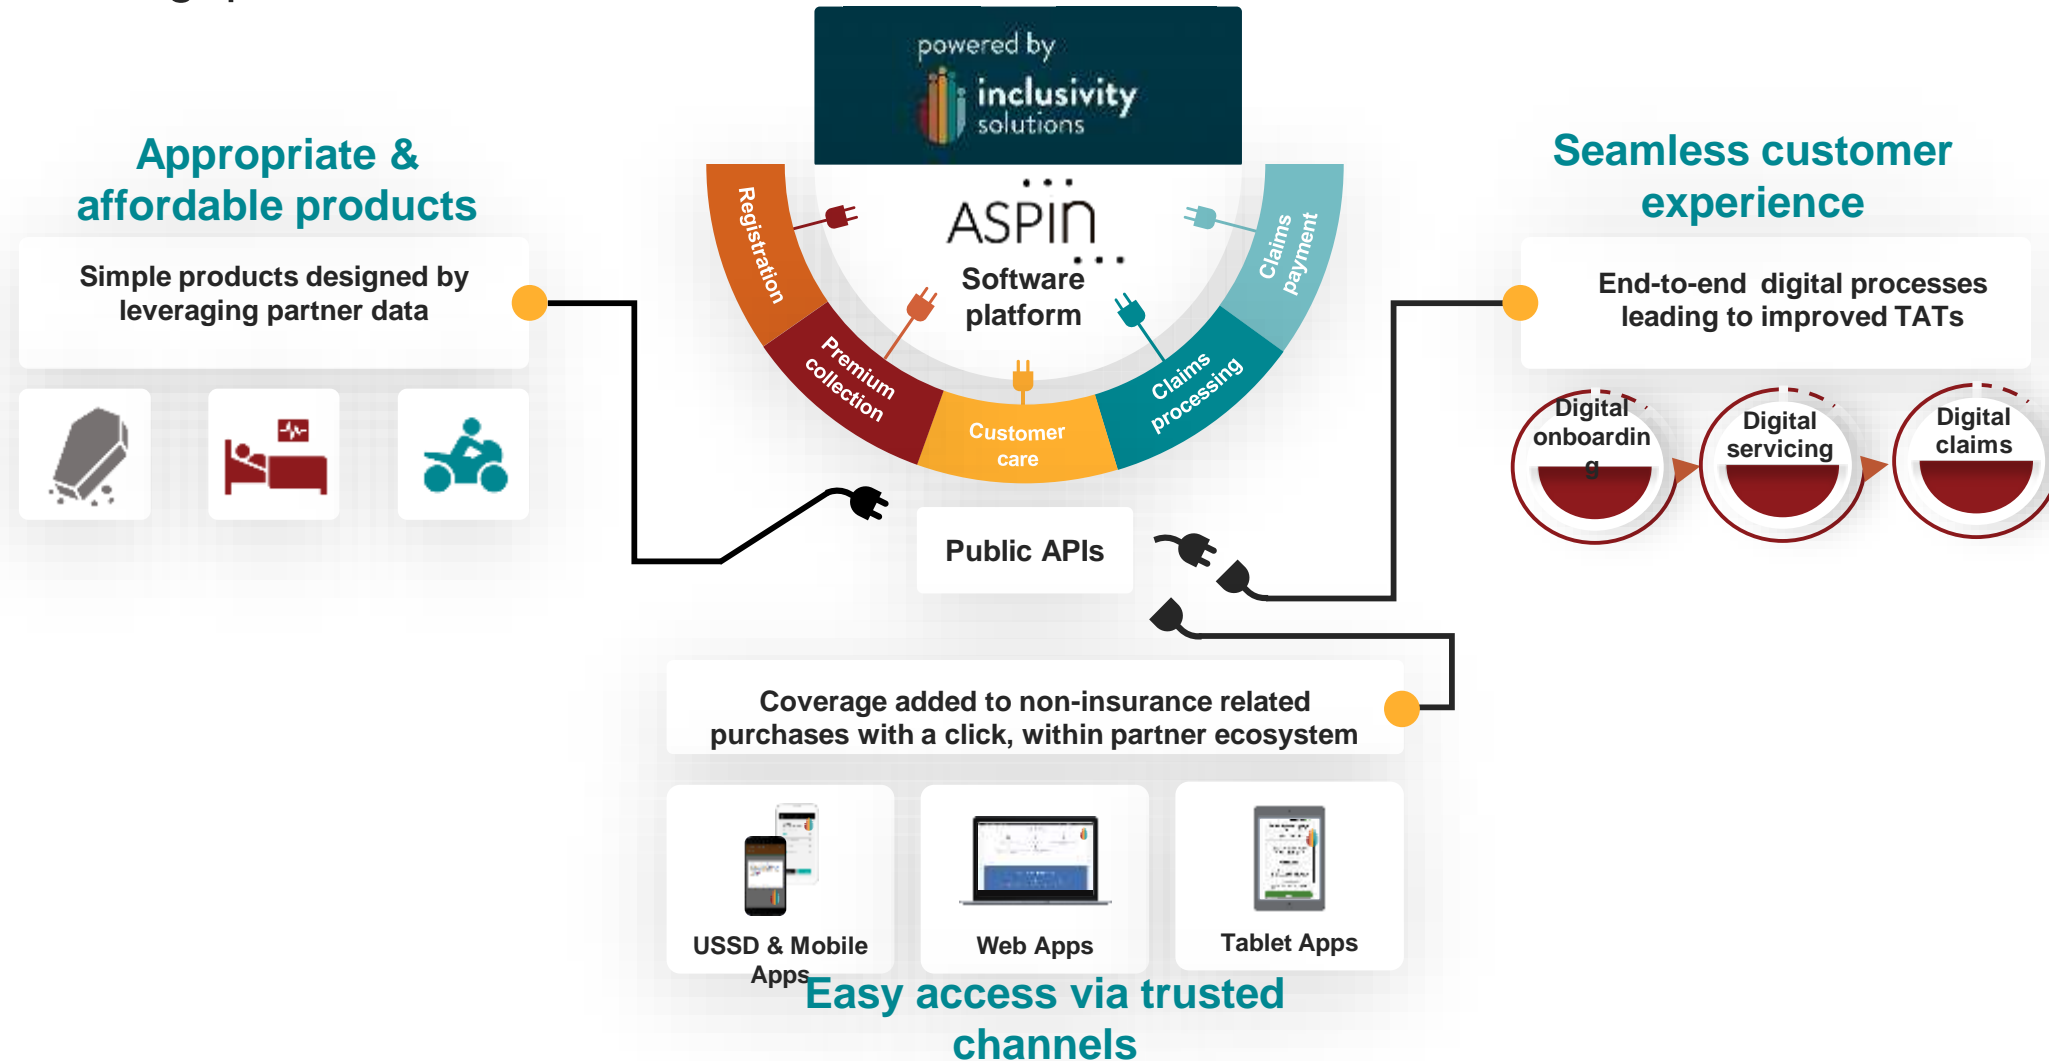 powered by
inclusivity
solutions
Appropriate &
affordable products
Simple products designed by
leveraging partner data
Registration
Premium
collection
Customer
care
Claims
processing
Claims
payment
ASPIn
Software
platform
Public APIs
Seamless customer
experience
End-to-end digital processes
leading to improved TATs
Digital
onboardin
g
Digital
servicing
Digital
claims
Coverage added to non-insurance related
purchases with a click, within partner ecosystem
USSD & Mobile
Apps
Web Apps
Tablet Apps
Easy access via trusted
channels